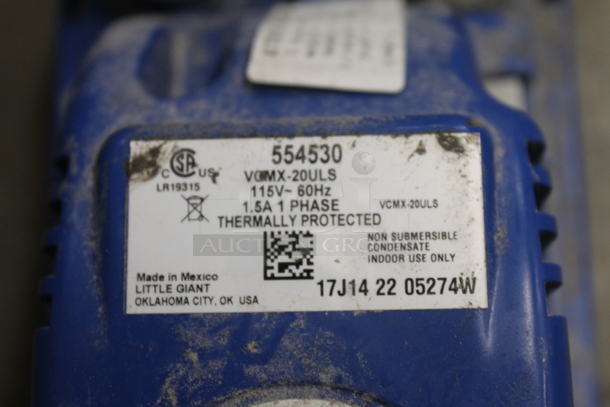 554530
C US
LR19315
VCMX-20ULS
115V~ 60Hz
1.5A 1 PHASE
VCMX-20ULS
THERMALLY PROTECTED
NON SUBMERSIBLE
CONDENSATE
INDOOR USE ONLY
Made in Mexico
LITTLE GIANT
OKLAHOMA CITY, OK USA
17J14 22 05274W